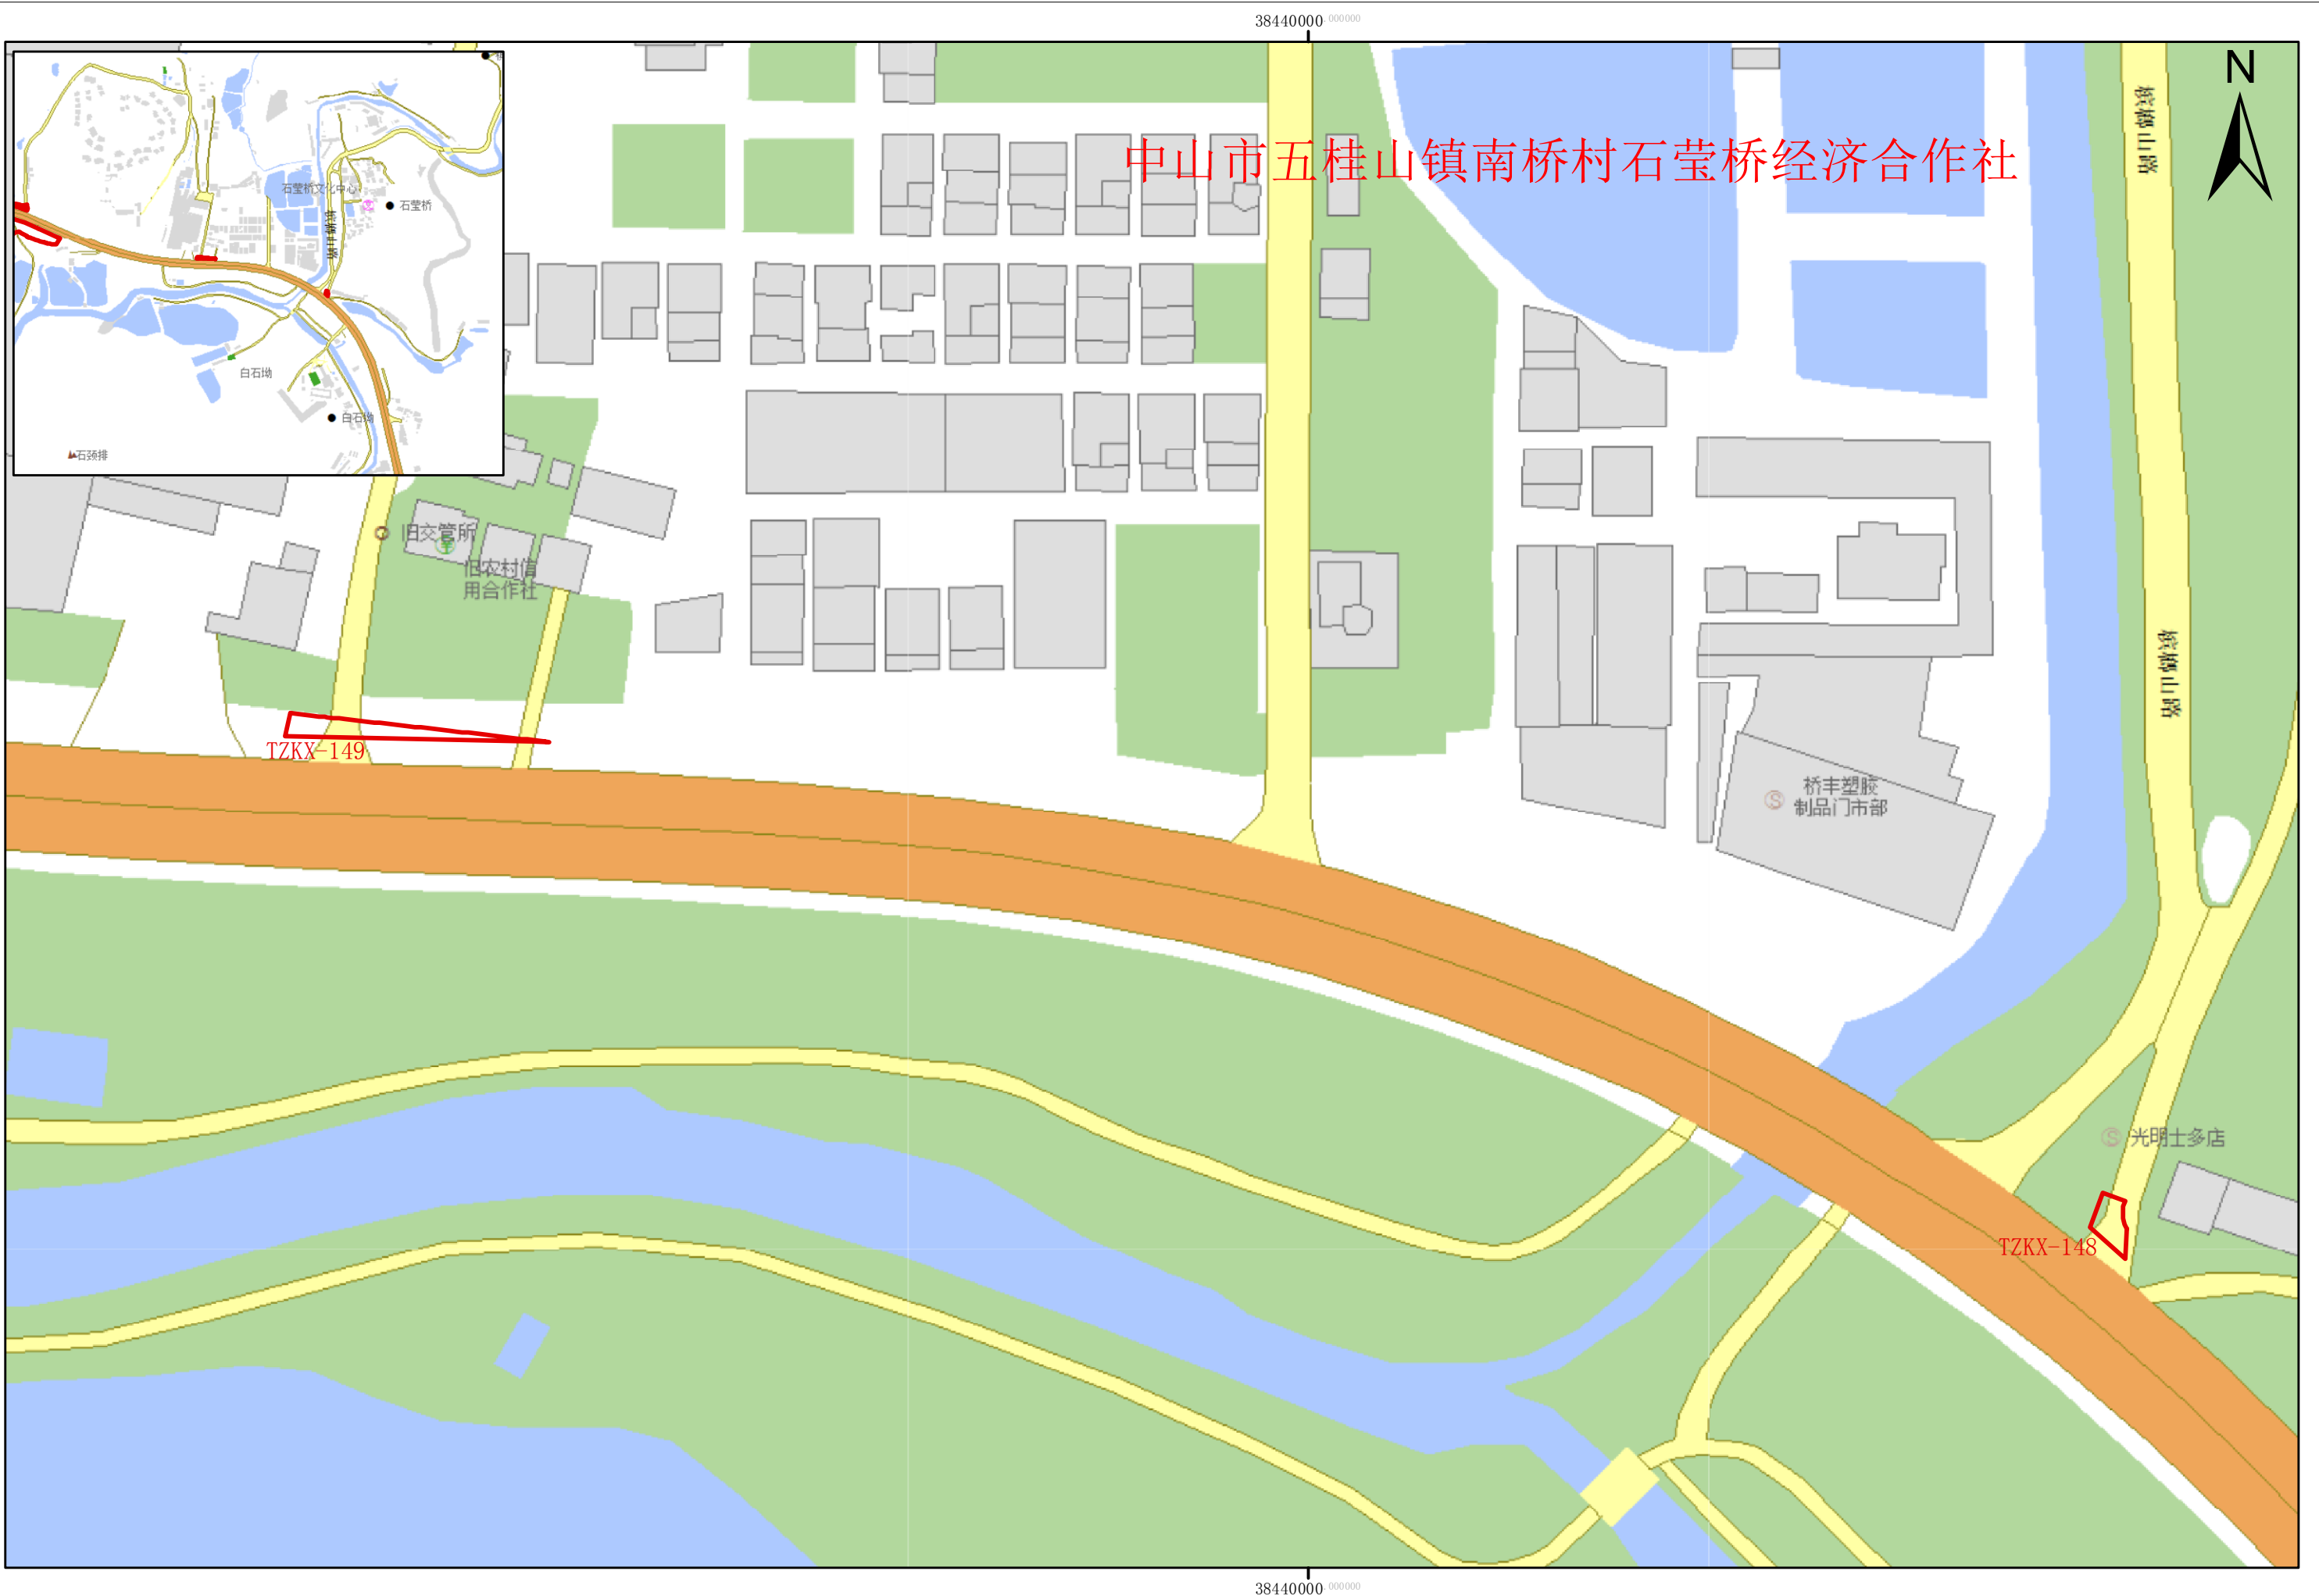 38440000.000000
N
中山市五桂山镇南桥村石莹桥经济合作社
石莹桥文化中心
石莹桥
白石坳
白石坳
石颈排
槟榔山路
旧交管所
旧农村信
用合作社
槟榔山路
TZKX-149
桥丰塑胶
制品门市部
光明士多店
TZKX-148
38440000.000000